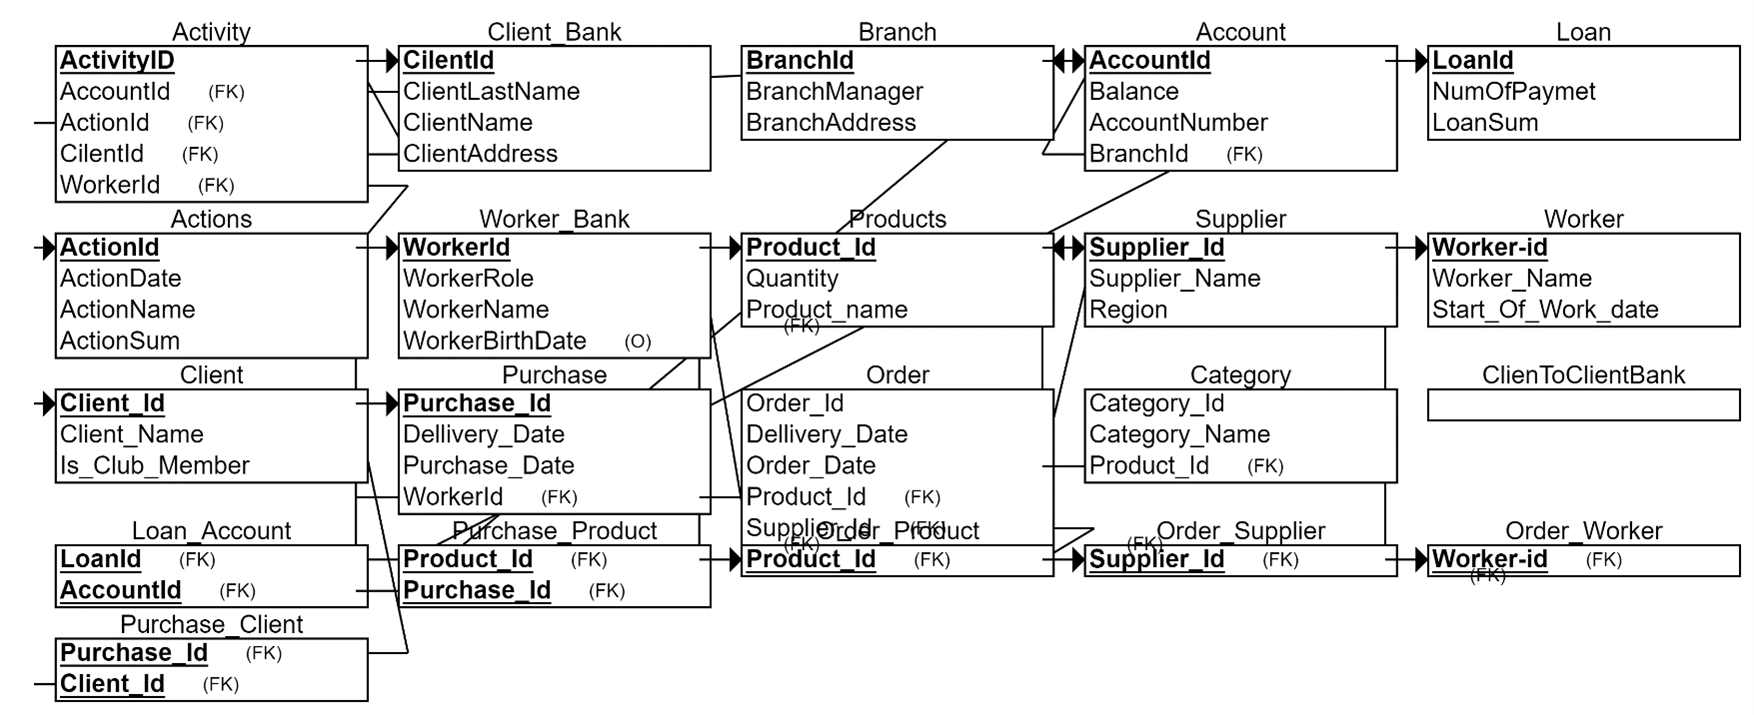 Activity
ActivityID
AccountId (FK)
ActionId (FK)
CilentId (FK)
WorkerId (FK)
Client_Bank
CilentId
ClientLastName
ClientName
ClientAddress
Branch
BranchId
BranchManager
BranchAddress
Account
AccountId
Balance
AccountNumber
BranchId (FK)
Loan
LoanId
NumOfPaymet
LoanSum
Actions
ActionId
ActionDate
ActionName
ActionSum
Worker_Bank
WorkerId
WorkerRole
WorkerName
WorkerBirthDate (O)
Products
Product_Id
Quantity
Product_name
(FK)
Supplier
Supplier_Id
Supplier_Name
Region
Worker
Worker-id
Worker_Name
Start_Of_Work_date
Client
Client_Id
Client_Name
Is_Club_Member
Purchase
Purchase_Id
Dellivery_Date
Purchase_Date
WorkerId (FK)
Order
Order_Id
Dellivery_Date
Order_Date
Product_Id (FK)
Supplier_Id (FK)
(FK)
Category
Category_Id
Category_Name
Product_Id (FK)
ClienToClientBank
Loan_Account
LoanId (FK)
AccountId (FK)
Purchase_Product
Product_Id (FK)
Purchase_Id (FK)
Order_Product
Product_Id (FK)
Order_Supplier
(FK)
Supplier_Id (FK)
Order_Worker
Worker-id (FK)
(FK)
Purchase_Client
Purchase_Id (FK)
Client_Id (FK)